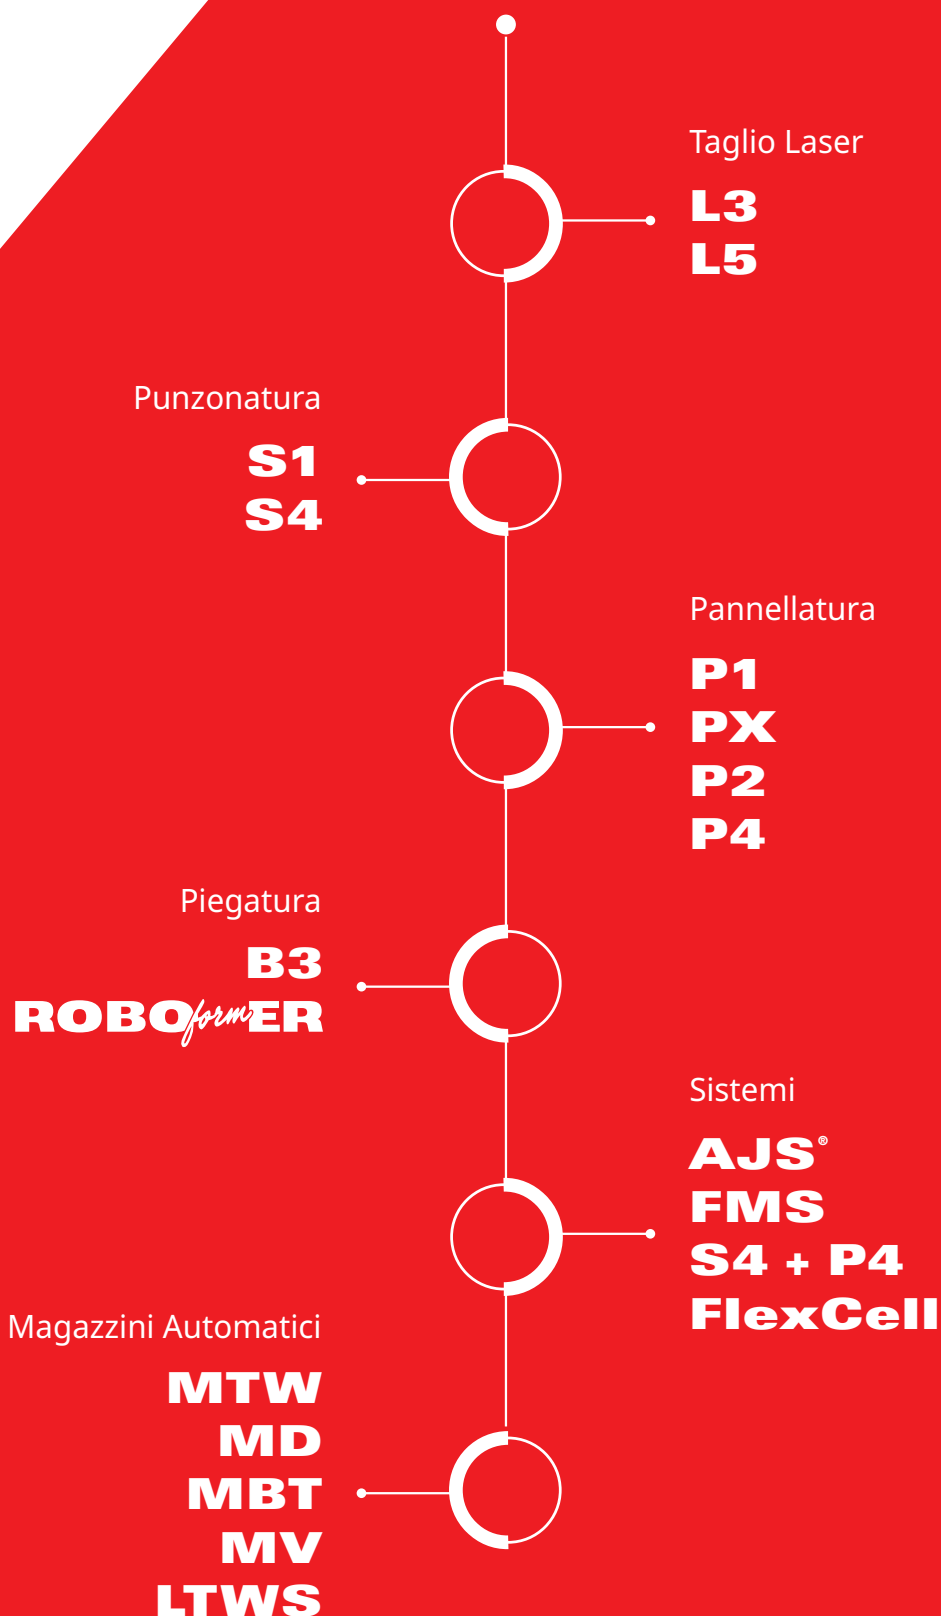 Taglio Laser
L3
L5
Punzonatura
S1
S4
Pannellatura
P1
PX
P2
P4
Piegatura
B3
ROBOformER
Sistemi
AJS®
FMS
S4 + P4
FlexCell
Magazzini Automatici
MTW
MD
MBT
MV
LTWS